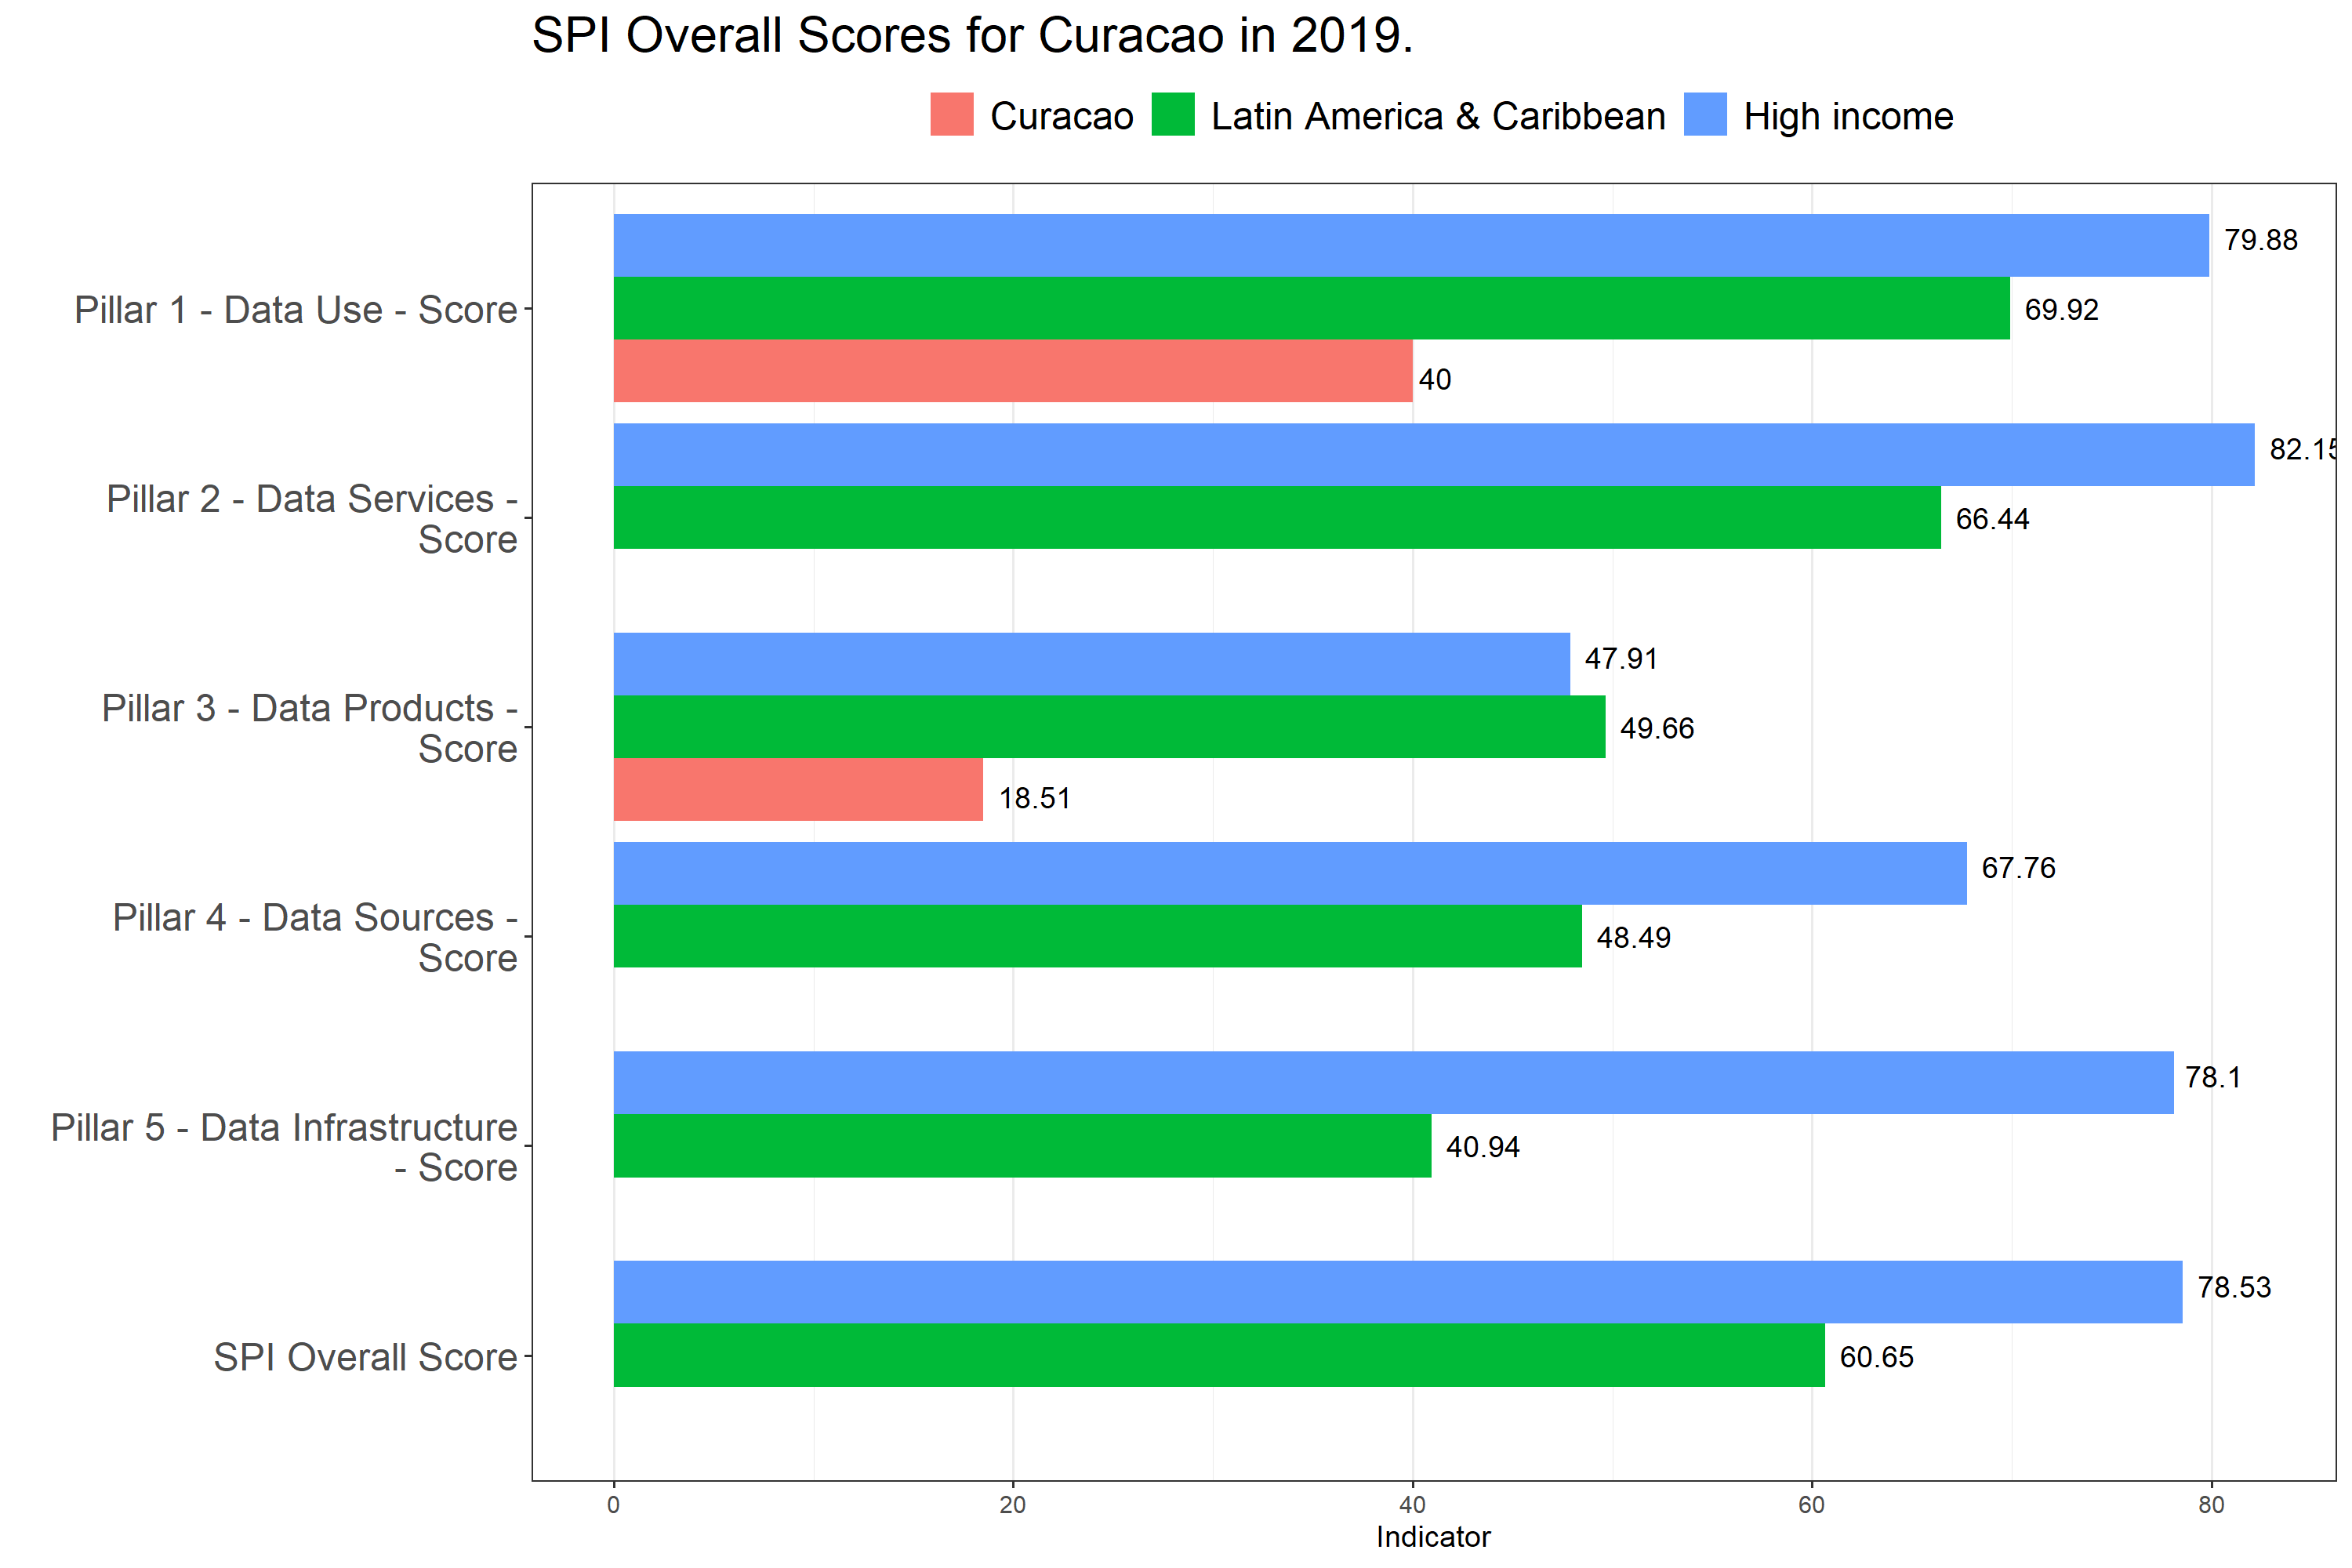 SPI Overall Scores for Curacao in 2019.
Curacao
Latin America & Caribbean
High income
Pillar 1 - Data Use - Score
79.88
69.92
40
Pillar 2 - Data Services -
Score
82.15
66.44
Pillar 3 - Data Products -
Score
47.91
49.66
18.51
Pillar 4 - Data Sources -
Score
67.76
48.49
Pillar 5 - Data Infrastructure
- Score
78.1
40.94
SPI Overall Score
78.53
60.65
0
20
40
60
80
Indicator